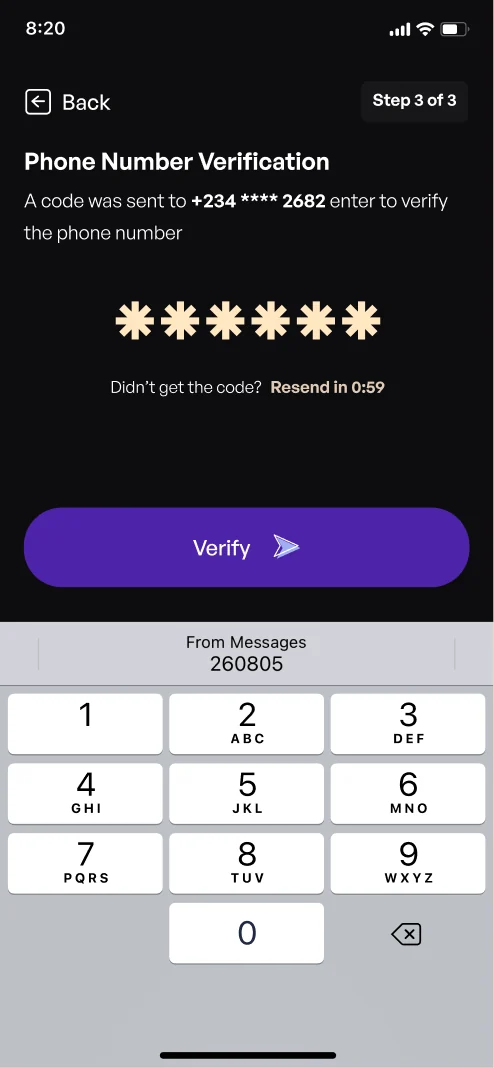 8:20
Back
Step 3 of 3
Phone Number Verification
A code was sent to +234 **** 2682 enter to verify
the phone number
Didn’t get the code? Resend in 0:59
Verify
From Messages
260805
1
2
ABC
3
DEF
4
GHI
5
JKL
6
MNO
7
PQRS
8
TUV
9
WXYZ
0